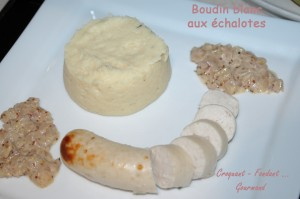 Boudin blanc
aux échalotes
Croquant - Fondant ...
Gourmand